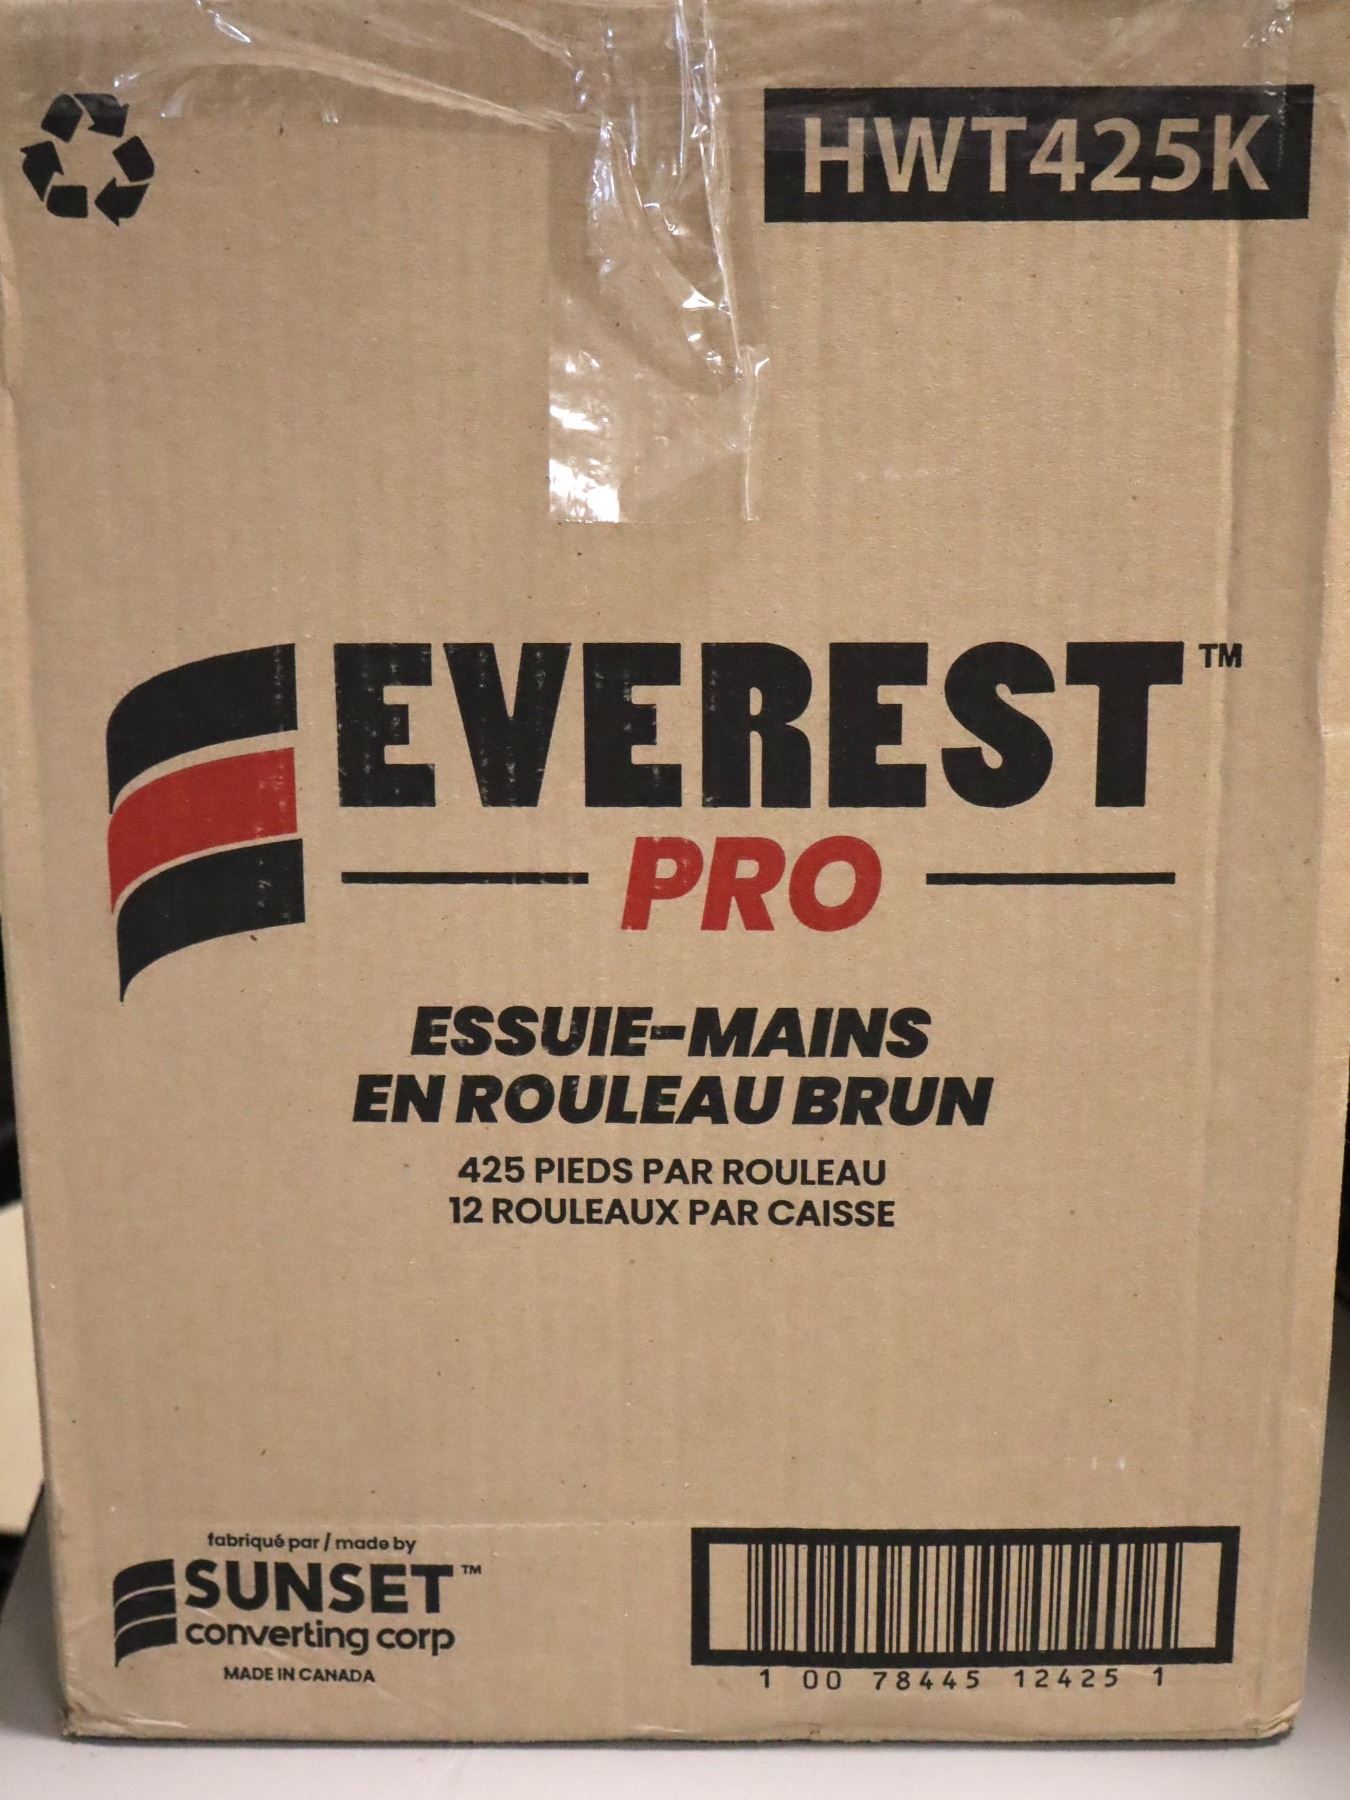 HWT425K
EVEREST™
PRO
ESSUIE-MAINS
EN ROULEAU BRUN
425 PIEDS PAR ROULEAU
12 ROULEAUX PAR CAISSE
fabriqué par / made by
SUNSET™
converting corp
MADE IN CANADA
1 00 78445 12425 1